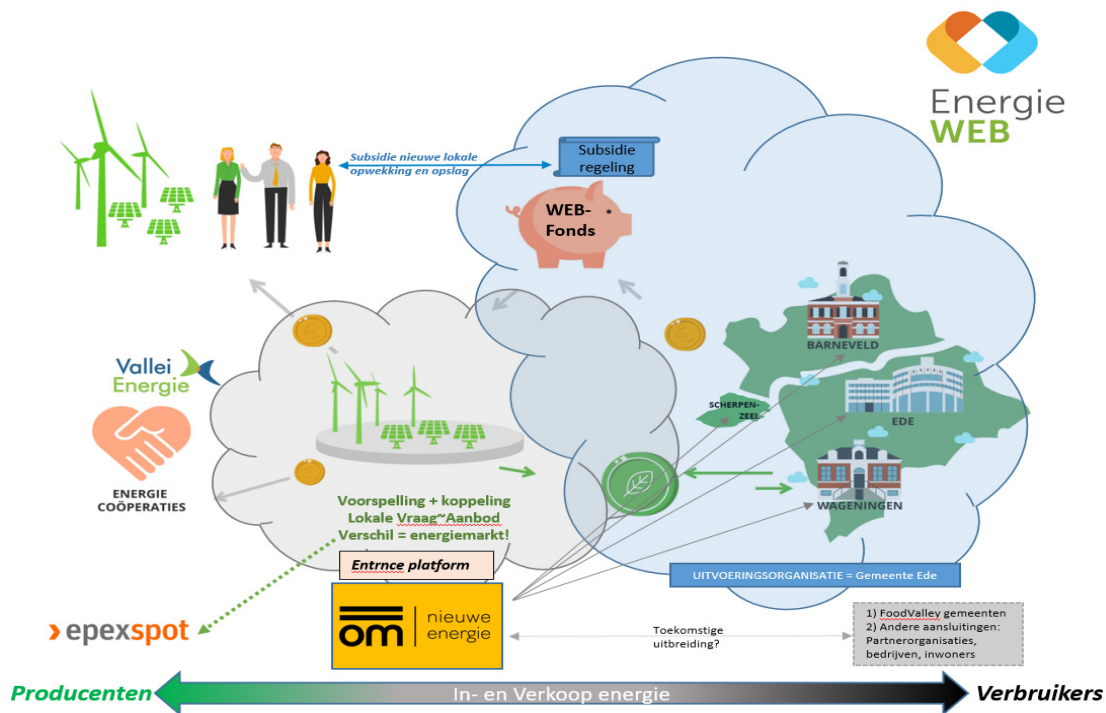 Energie
WEB
Subsidie nieuwe lokale
opwekking en opslag
Subsidie
regeling
WEB-
Fonds
BARNEVELD
Vallei
Energie
SCHERPEN-
ZEEL
EDE
ENERGIE
COÖPERATIES
WAGENINGEN
Voorspelling + koppeling
Lokale Vraag~Aanbod
Verschil = energiemarkt!
Entrnce platform
UITVOERINGSORGANISATIE = Gemeente Ede
om
nieuwe
energie
epexspot
Toekomstige
uitbreiding?
1) FoodValley gemeenten
2) Andere aansluitingen:
Partnerorganisaties,
bedrijven, inwoners
Producenten
In- en Verkoop energie
Verbruikers